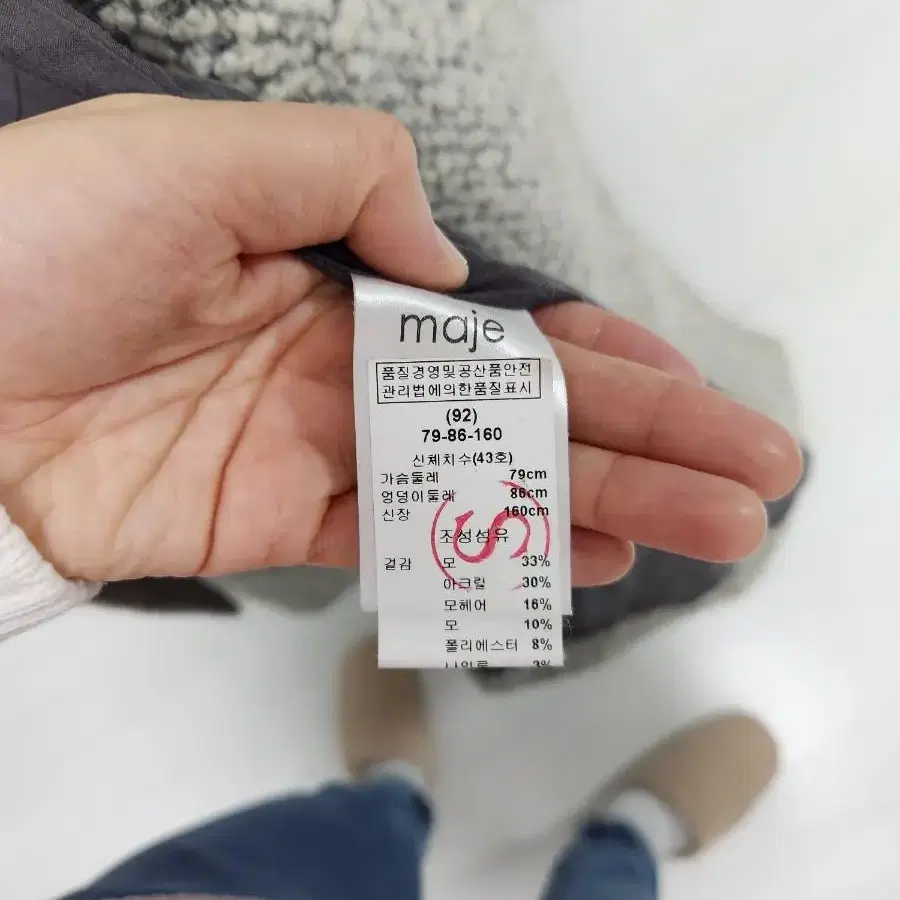 maje
품질경영및공산품안전
관리법에의한품질표시
(92)
79-86-160
신체치수(43호)
가슴둘레 79cm
엉덩이둘레 86cm
신장 160cm
S
조성섬유
겉감 모 33%
아크릴 30%
모헤어 16%
모 10%
폴리에스터 8%
나일론 3%